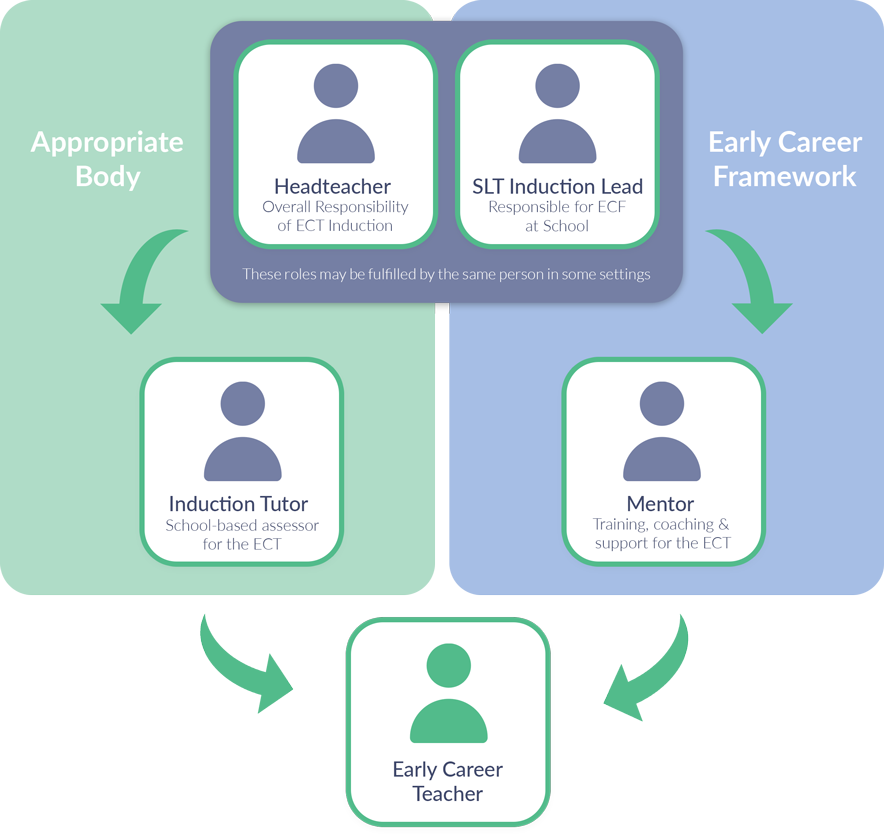 Appropriate
Body
Headteacher
Overall Responsibility
of ECT Induction
SLT Induction Lead
Responsible for ECF
at School
These roles may be fulfilled by the same person in some settings
Early Career
Framework
Induction Tutor
School-based assessor
for the ECT
Mentor
Training, coaching &
support for the ECT
Early Career
Teacher